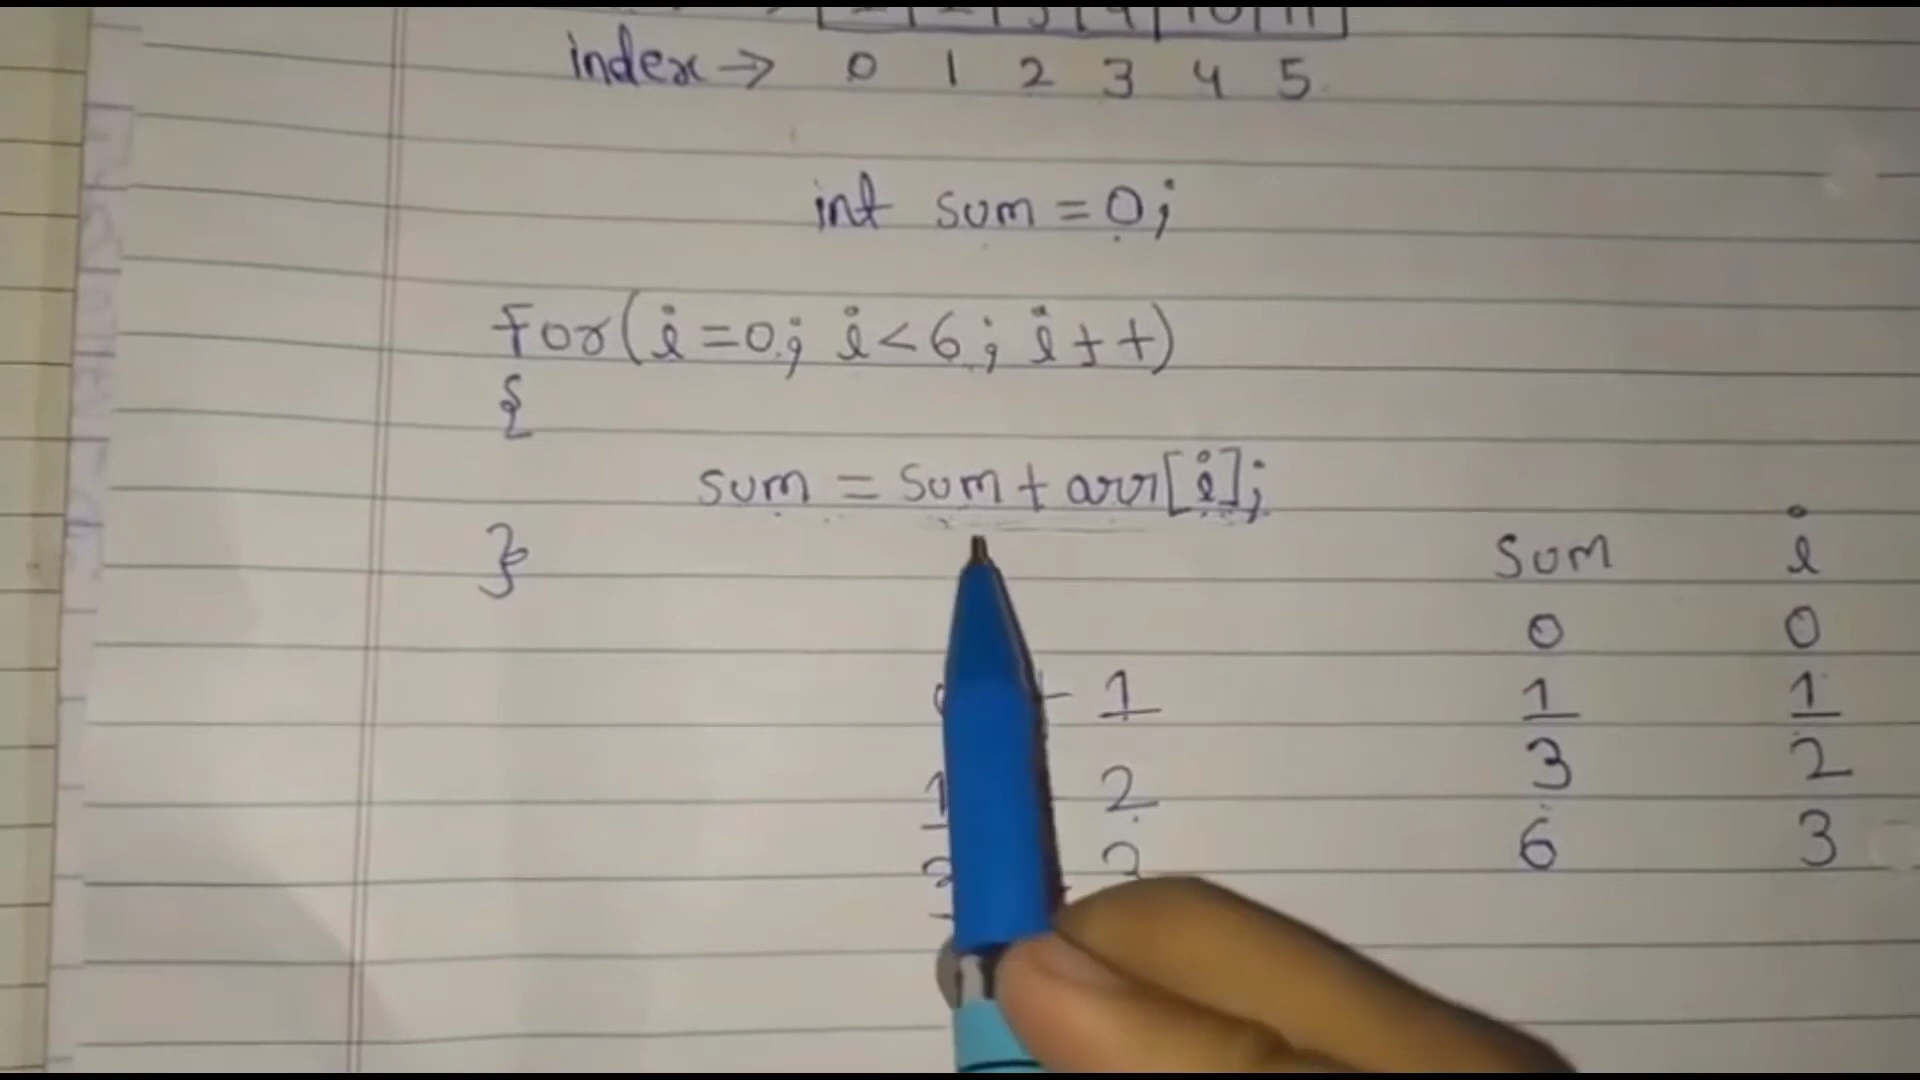 index → 0 1 2 3 4 5
int sum = 0;
For(i=0; i<6; i++)
{
sum = sum + arr[i];
}
sum i
0 0
+ 1 1 1
1 2 3 2
6 3